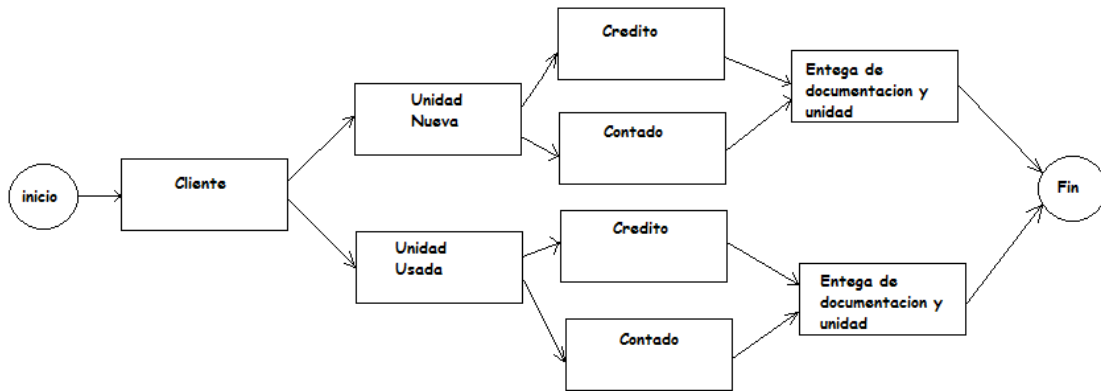 inicio
Cliente
Unidad
Nueva
Unidad
Usada
Credito
Contado
Credito
Contado
Entega de
documentacion y
unidad
Entega de
documentacion y
unidad
Fin